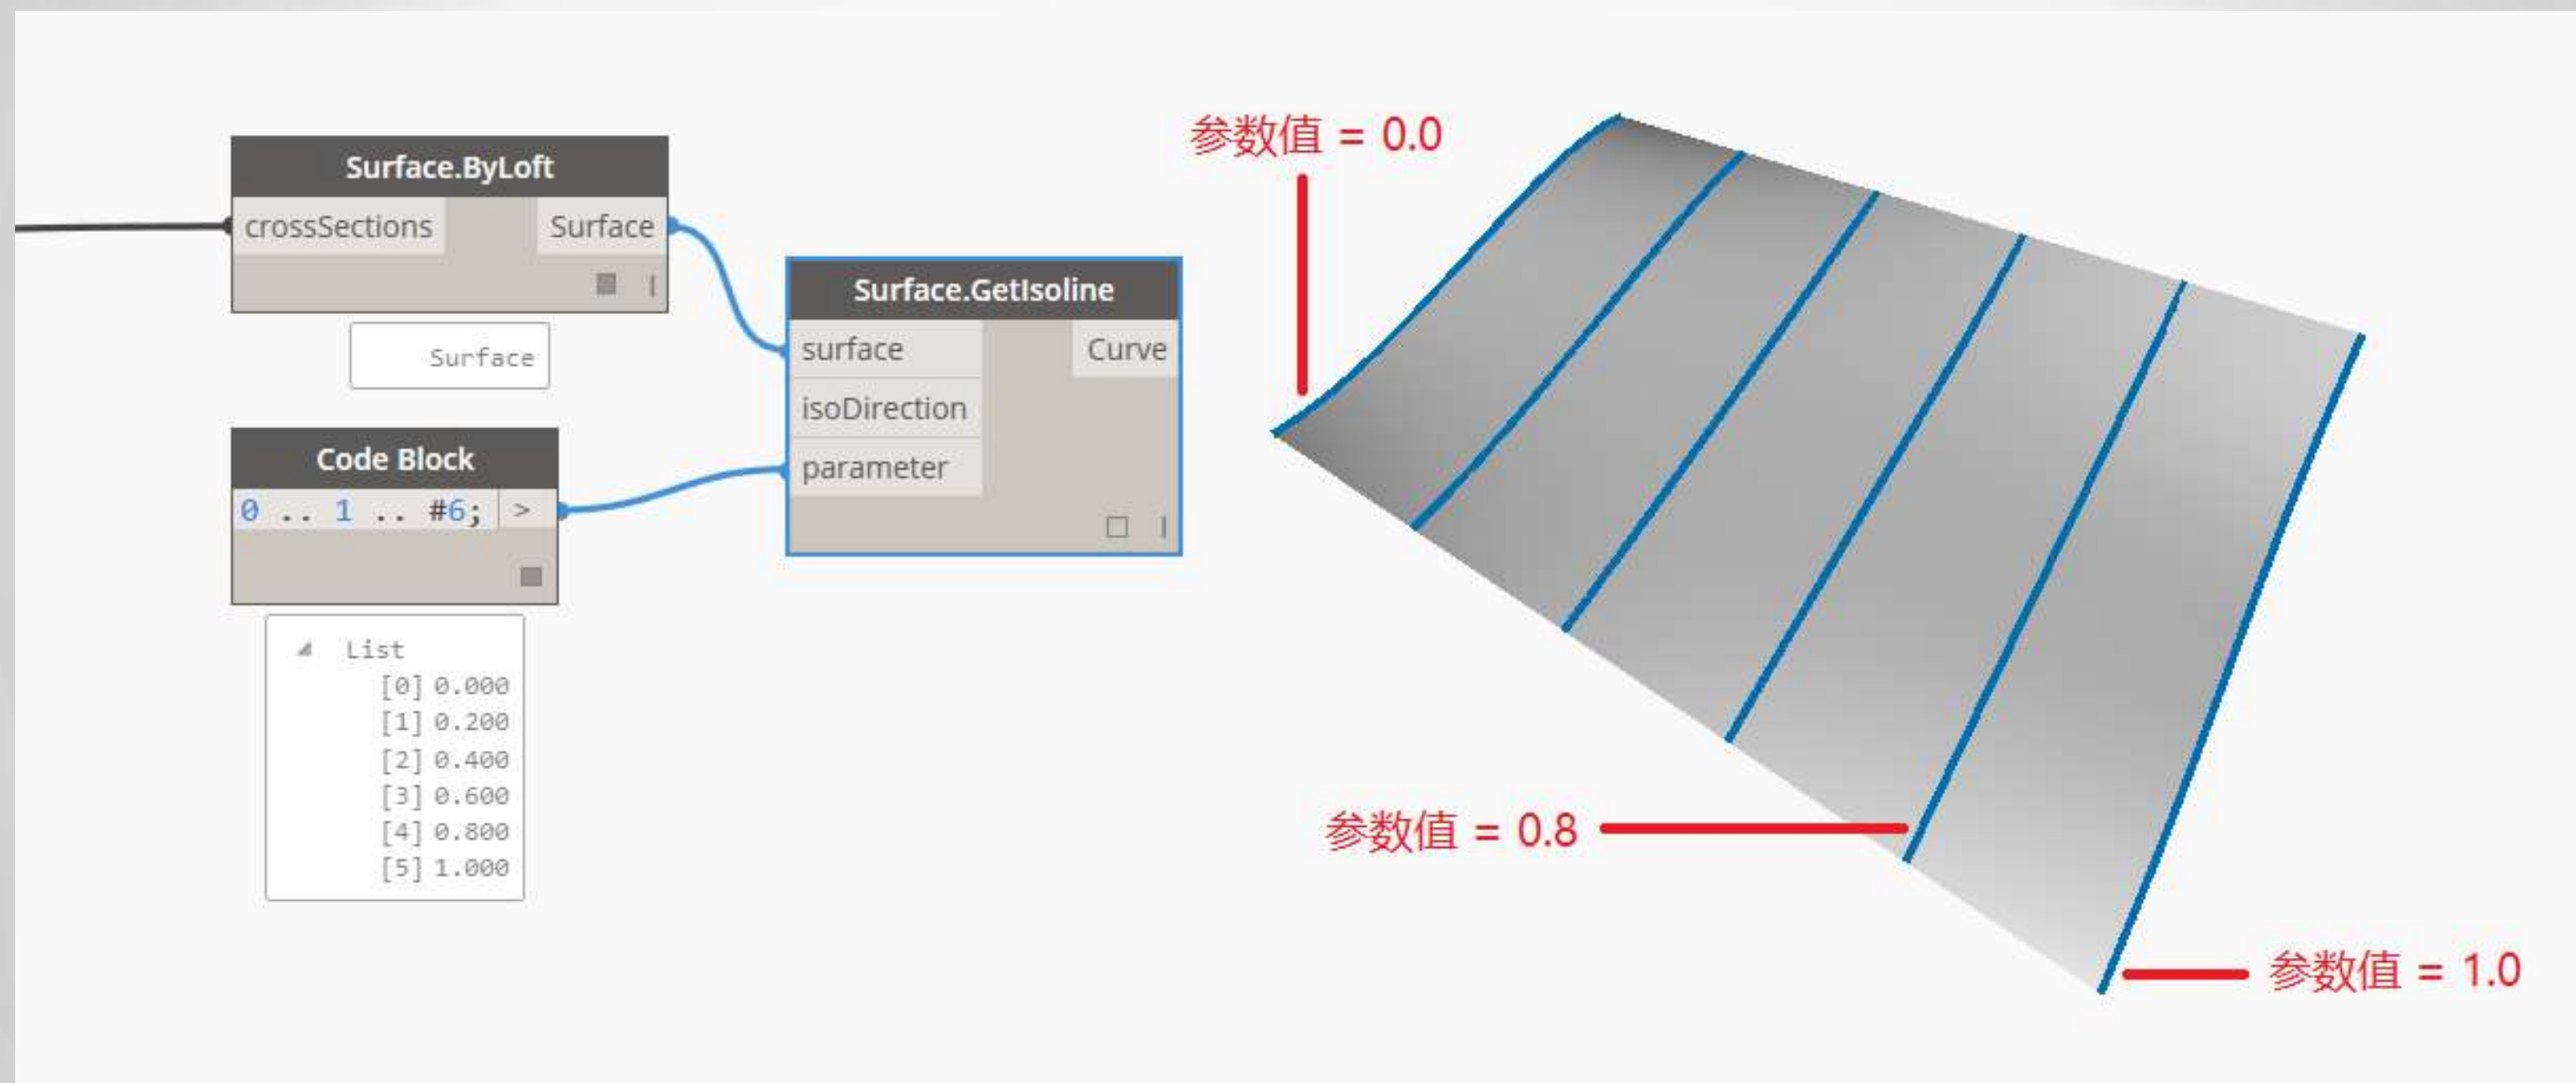 Surface.ByLoft
crossSections
Surface
Surface
Code Block
0 .. 1 .. #6;
>
List
[0] 0.000
[1] 0.200
[2] 0.400
[3] 0.600
[4] 0.800
[5] 1.000
Surface.GetIsoline
surface
Curve
isoDirection
parameter
参数值 = 0.0
参数值 = 0.8
参数值 = 1.0